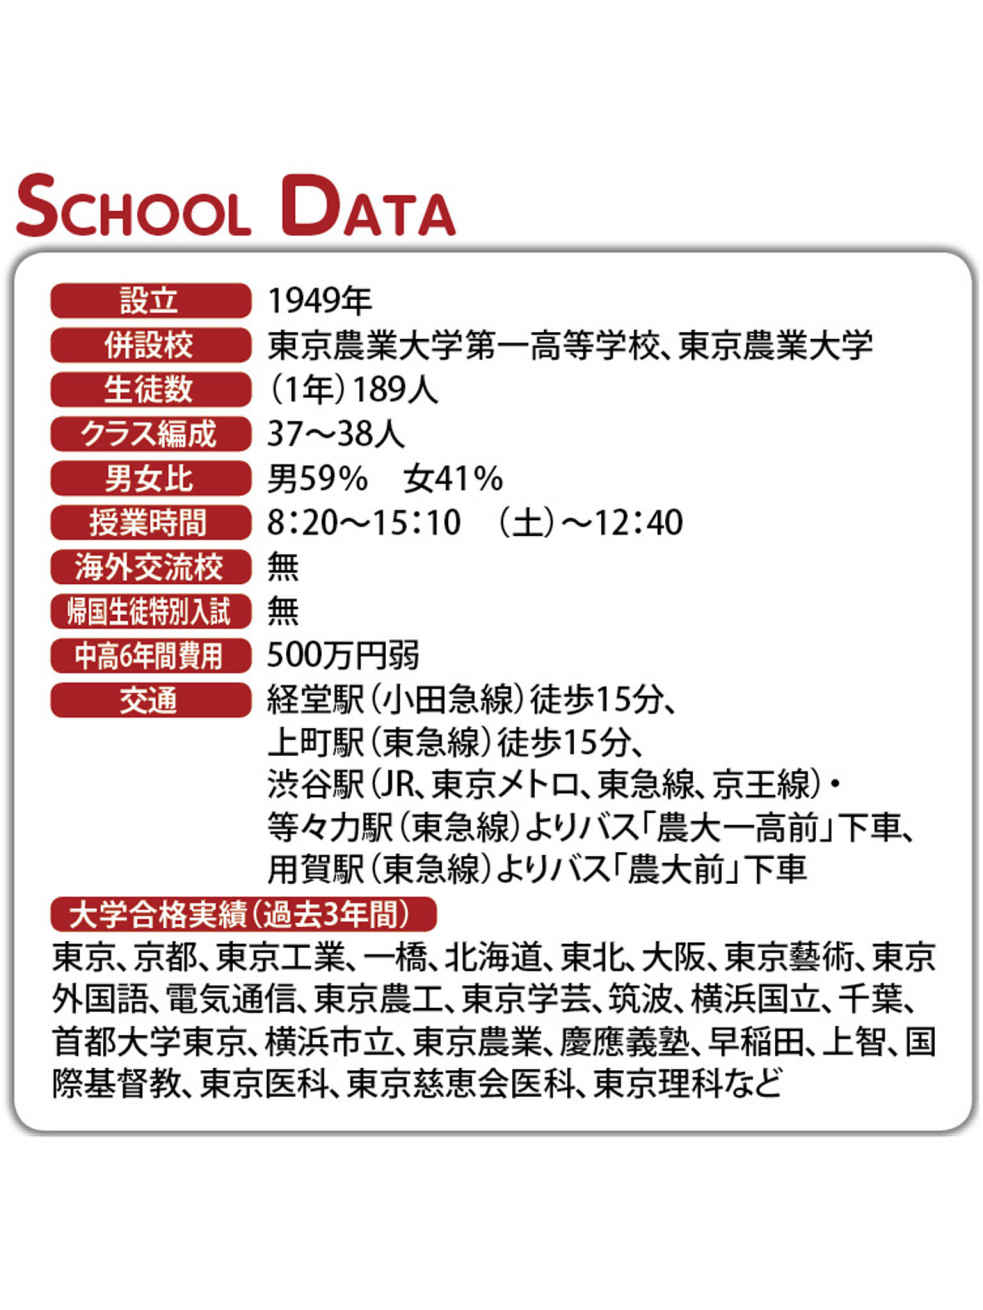 SCHOOL DATA
設立 1949年
併設校 東京農業大学第一高等学校、東京農業大学
生徒数 （1年）189人
クラス編成 37〜38人
男女比 男59%　女41%
授業時間 8：20〜15：10　（土）〜12：40
海外交流校 無
帰国生徒特別入試 無
中高6年間費用 500万円弱
交通 経堂駅（小田急線）徒歩15分、
上町駅（東急線）徒歩15分、
渋谷駅（JR、東京メトロ、東急線、京王線）・
等々力駅（東急線）よりバス「農大一高前」下車、
用賀駅（東急線）よりバス「農大前」下車
大学合格実績（過去3年間）
東京、京都、東京工業、一橋、北海道、東北、大阪、東京藝術、東京
外国語、電気通信、東京農工、東京学芸、筑波、横浜国立、千葉、
首都大学東京、横浜市立、東京農業、慶應義塾、早稲田、上智、国
際基督教、東京医科、東京慈恵会医科、東京理科など